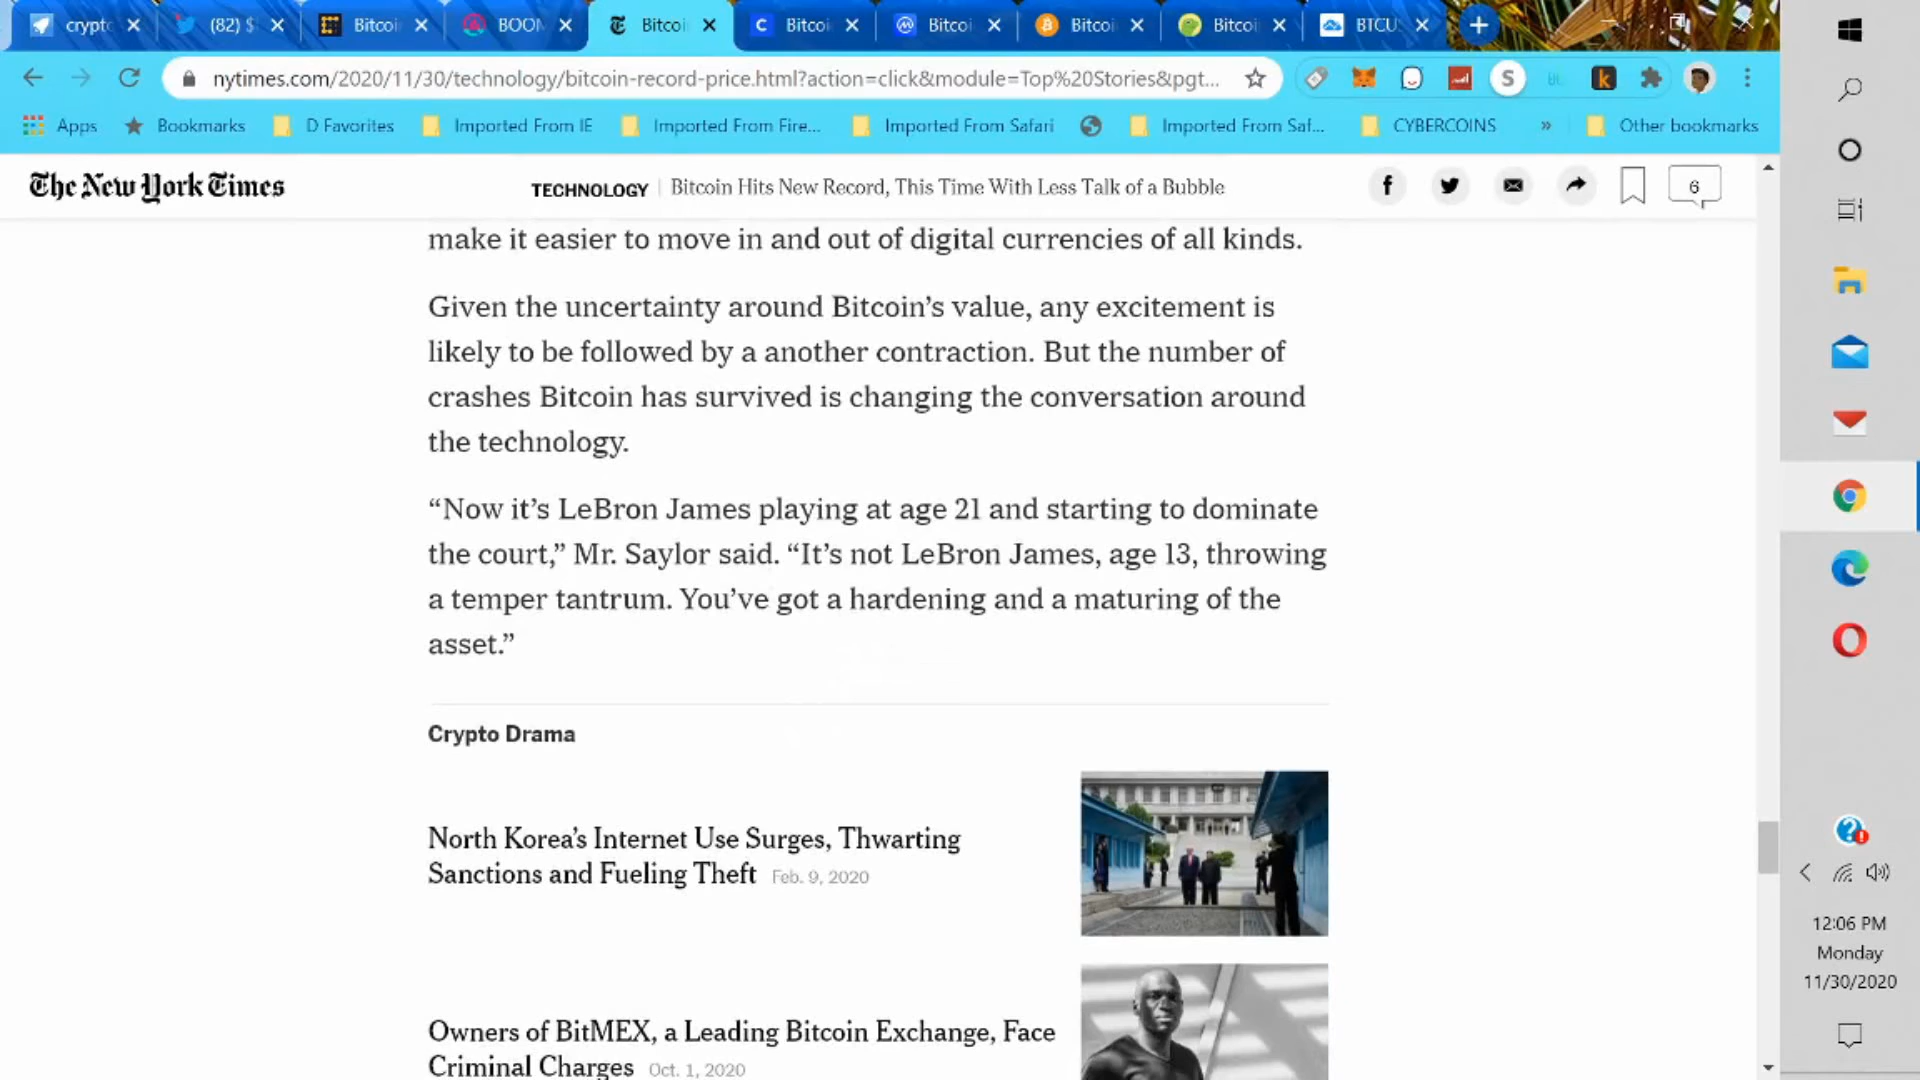 crypto
(82) $
Bitcoi
BOOM
Bitcoi
Bitcoi
Bitcoi
Bitcoi
Bitcoi
BTCU
nytimes.com/2020/11/30/technology/bitcoin-record-price.html?action=click&module=Top%20Stories&pgt...
Apps
Bookmarks
D Favorites
Imported From IE
Imported From Fire...
Imported From Safari
Imported From Saf...
CYBERCOINS
»
Other bookmarks
The New York Times
TECHNOLOGY | Bitcoin Hits New Record, This Time With Less Talk of a Bubble
6
make it easier to move in and out of digital currencies of all kinds.
Given the uncertainty around Bitcoin’s value, any excitement is
likely to be followed by a another contraction. But the number of
crashes Bitcoin has survived is changing the conversation around
the technology.
“Now it’s LeBron James playing at age 21 and starting to dominate
the court,” Mr. Saylor said. “It’s not LeBron James, age 13, throwing
a temper tantrum. You’ve got a hardening and a maturing of the
asset.”
Crypto Drama
North Korea’s Internet Use Surges, Thwarting
Sanctions and Fueling Theft Feb. 9, 2020
Owners of BitMEX, a Leading Bitcoin Exchange, Face
Criminal Charges Oct. 1, 2020
12:06 PM
Monday
11/30/2020